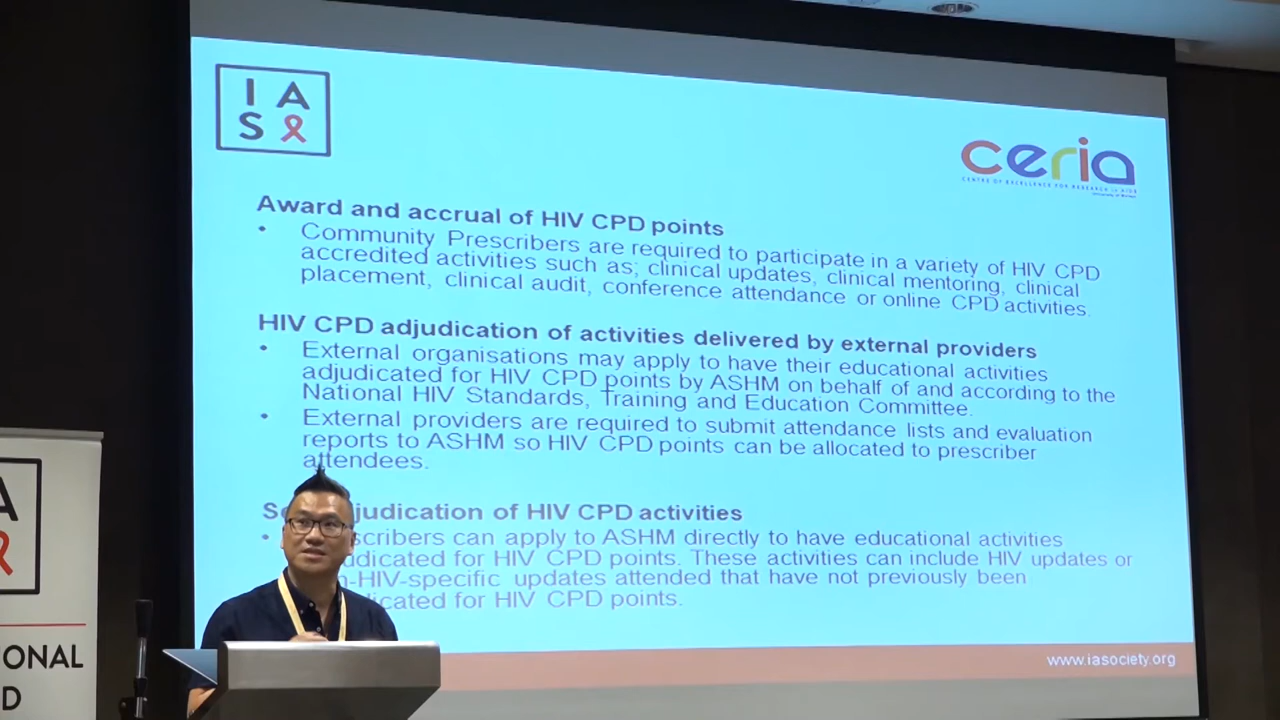 I A
S
ceria
CENTRE OF EXCELLENCE FOR RESEARCH in AIDS
Award and accrual of HIV CPD points
• Community Prescribers are required to participate in a variety of HIV CPD
accredited activities such as; clinical updates, clinical mentoring, clinical
placement, clinical audit, conference attendance or online CPD activities.
HIV CPD adjudication of activities delivered by external providers
• External organisations may apply to have their educational activities
adjudicated for HIV CPD points by ASHM on behalf of and according to the
National HIV Standards, Training and Education Committee.
• External providers are required to submit attendance lists and evaluation
reports to ASHM so HIV CPD points can be allocated to prescriber
attendees.
judication of HIV CPD activities
• scribers can apply to ASHM directly to have educational activities
udicated for HIV CPD points. These activities can include HIV updates or
n-HIV-specific updates attended that have not previously been
dicated for HIV CPD points.
www.iasociety.org
A
ONAL
D